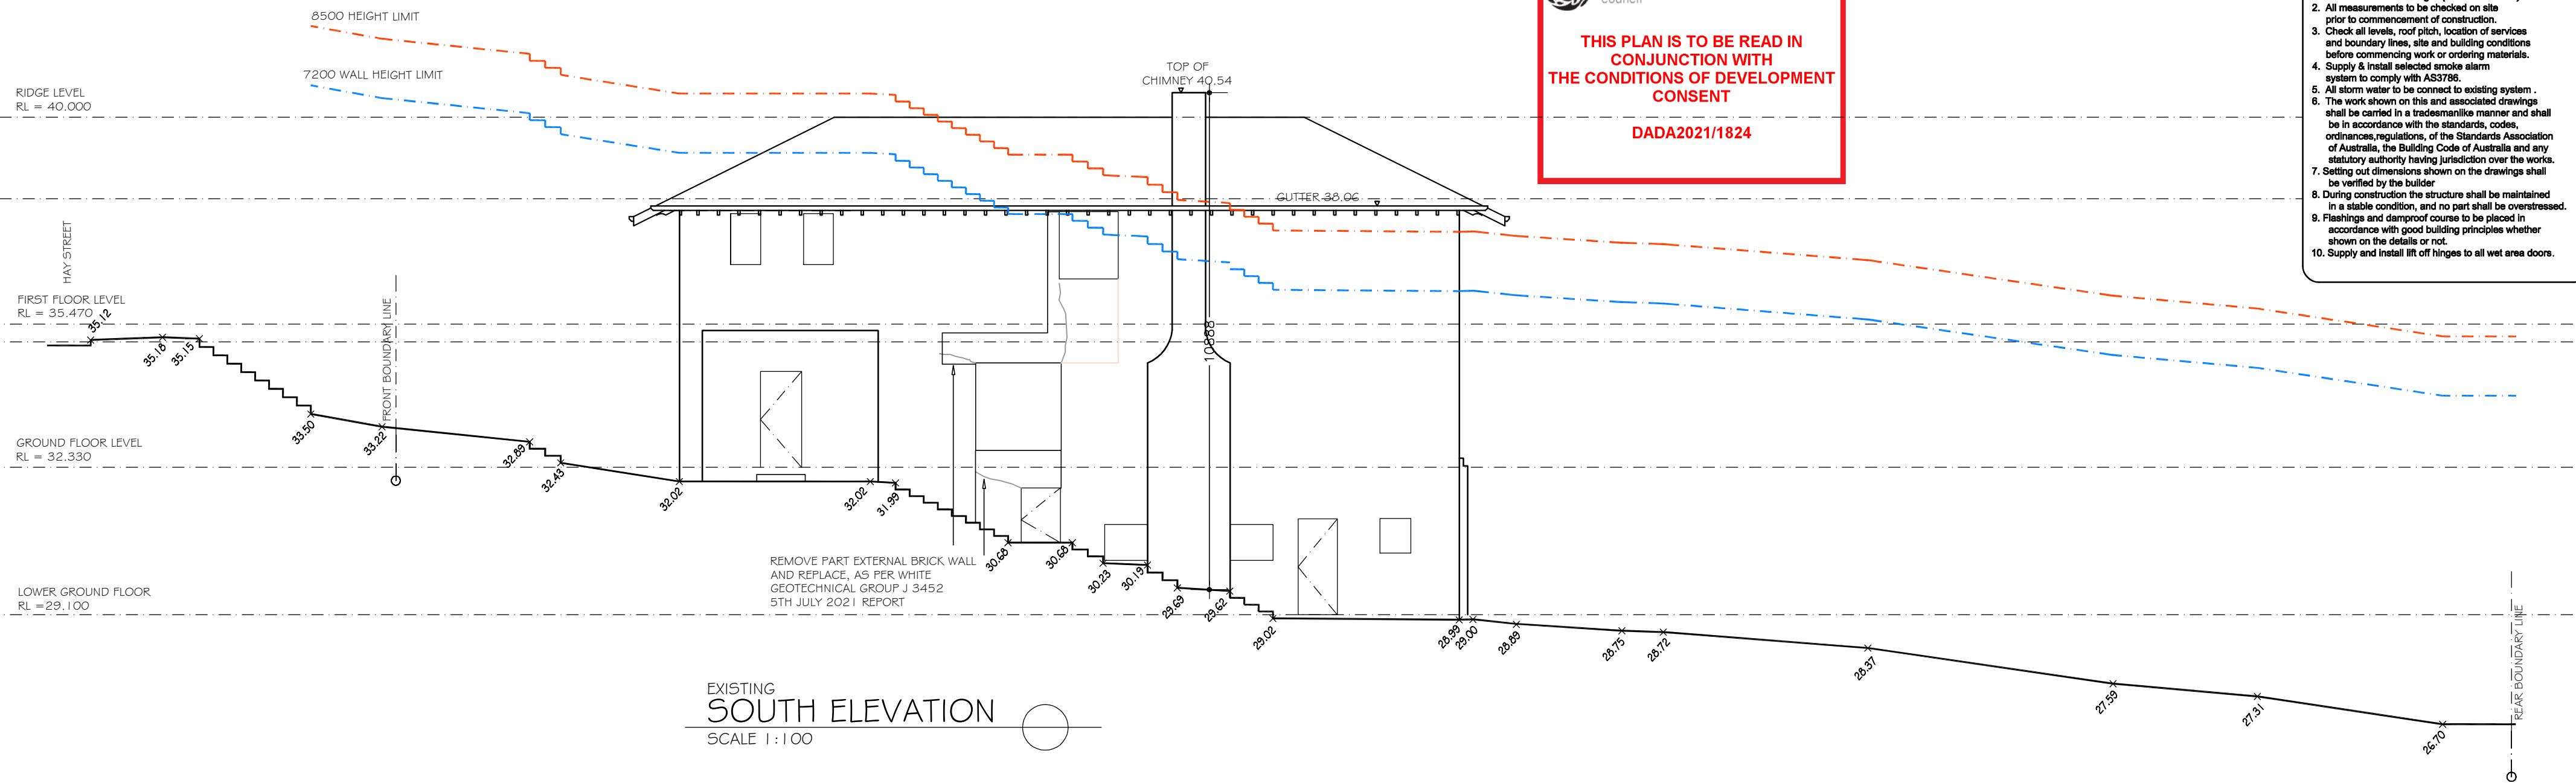 8500 HEIGHT LIMIT
7200 WALL HEIGHT LIMIT
RIDGE LEVEL
RL = 40.000
TOP OF
CHIMNEY 40.54
GUTTER 38.06
HAY STREET
FIRST FLOOR LEVEL
RL = 35.470
35.12
35.18
35.15
FRONT BOUNDARY LINE
33.50
33.22
32.89
32.43
GROUND FLOOR LEVEL
RL = 32.330
32.02
32.02
31.99
10888
30.68
30.68
30.23
30.19
29.69
29.62
29.02
28.99
29.00
28.89
28.75
28.72
28.37
27.59
27.31
26.70
REAR BOUNDARY LINE
REMOVE PART EXTERNAL BRICK WALL
AND REPLACE, AS PER WHITE
GEOTECHNICAL GROUP J 3452
5TH JULY 2021 REPORT
LOWER GROUND FLOOR
RL =29.100
EXISTING
SOUTH ELEVATION
SCALE 1:100
THIS PLAN IS TO BE READ IN
CONJUNCTION WITH
THE CONDITIONS OF DEVELOPMENT
CONSENT
DADA2021/1824
2. All measurements to be checked on site
prior to commencement of construction.
3. Check all levels, roof pitch, location of services
and boundary lines, site and building conditions
before commencing work or ordering materials.
4. Supply & install selected smoke alarm
system to comply with AS3786.
5. All storm water to be connect to existing system .
6. The work shown on this and associated drawings
shall be carried in a tradesmanlike manner and shall
be in accordance with the standards, codes,
ordinances,regulations, of the Standards Association
of Australia, the Building Code of Australia and any
statutory authority having jurisdiction over the works.
7. Setting out dimensions shown on the drawings shall
be verified by the builder
8. During construction the structure shall be maintained
in a stable condition, and no part shall be overstressed.
9. Flashings and damproof course to be placed in
accordance with good building principles whether
shown on the details or not.
10. Supply and install lift off hinges to all wet area doors.